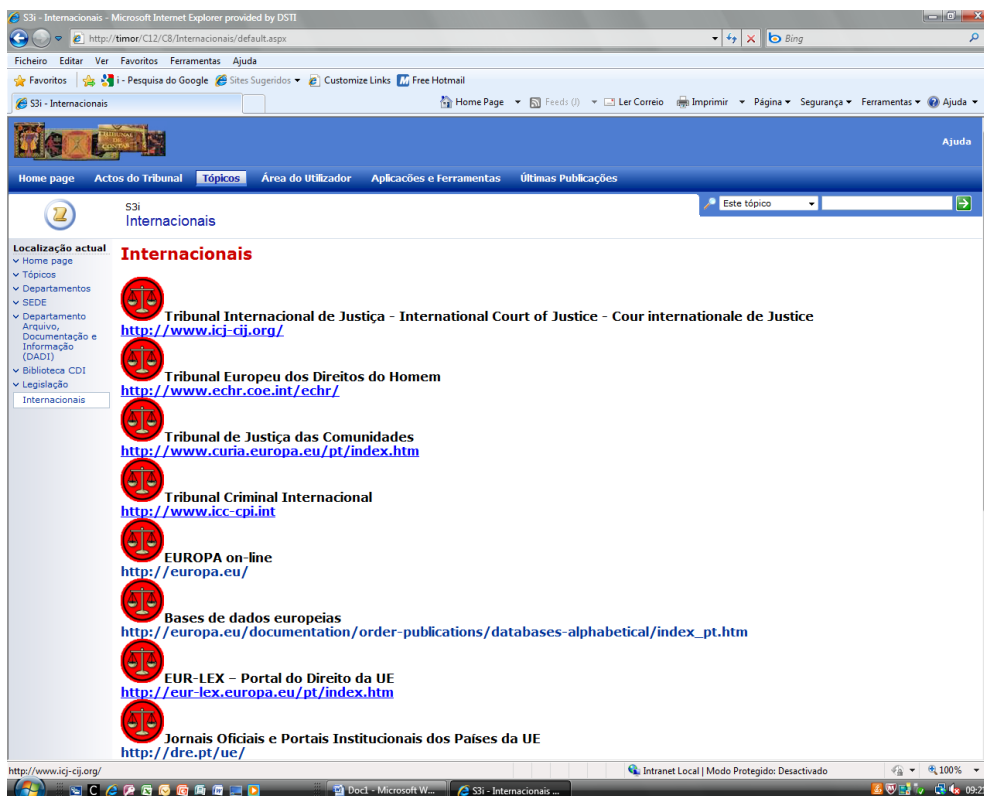 S3i - Internacionais - Microsoft Internet Explorer provided by DSTI
http://timor/C12/C8/Internacionais/default.aspx
Bing
Ficheiro Editar Ver Favoritos Ferramentas Ajuda
Favoritos i - Pesquisa do Google Sites Sugeridos Customize Links Free Hotmail
S3i - Internacionais Home Page Feeds (J) Ler Correio Imprimir Página Segurança Ferramentas Ajuda
TRIBUNAL
DE
CONTAS
Ajuda
Home page Actos do Tribunal Tópicos Área do Utilizador Aplicacões e Ferramentas Últimas Publicações
S3i
Internacionais
Este tópico
Localização actual
Home page
Tópicos
Departamentos
SEDE
Departamento
Arquivo,
Documentação e
Informação
(DADI)
Biblioteca CDI
Legislação
Internacionais
Internacionais
Tribunal Internacional de Justiça - International Court of Justice - Cour internationale de Justice
http://www.icj-cij.org/
Tribunal Europeu dos Direitos do Homem
http://www.echr.coe.int/echr/
Tribunal de Justiça das Comunidades
http://www.curia.europa.eu/pt/index.htm
Tribunal Criminal Internacional
http://www.icc-cpi.int
EUROPA on-line
http://europa.eu/
Bases de dados europeias
http://europa.eu/documentation/order-publications/databases-alphabetical/index_pt.htm
EUR-LEX – Portal do Direito da UE
http://eur-lex.europa.eu/pt/index.htm
Jornais Oficiais e Portais Institucionais dos Países da UE
http://dre.pt/ue/
http://www.icj-cij.org/ Intranet Local | Modo Protegido: Desactivado 100%
Doc1 - Microsoft W... S3i - Internacionais ...